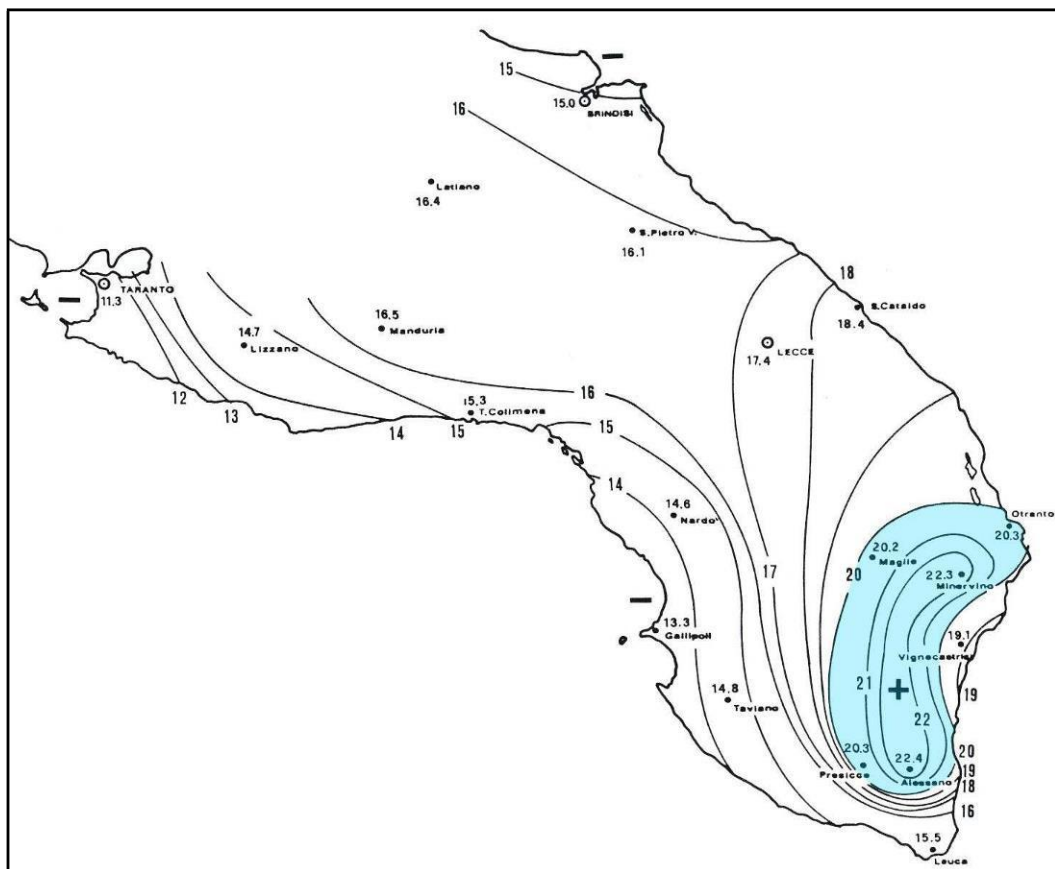 15
15.0
BRINDISI
16
Latiano
16.4
S.Pietro V.
16.1
18
TARANTO
11.3
S.Cataldo
18.4
16.5
Manduria
14.7
Lizzano
LECCE
17.4
12
13
14
15
15.3
T.Colimena
16
15
14
14.6
Nardo'
Otranto
20.3
20.2
Maglie
20
22.3
Minervino
17
13.3
Gallipoli
19.1
Vignacastrisi
21
+
19
14.8
Taviano
22
20.3
Presicce
22.4
Alessano
20
19
18
16
15.5
Leuca